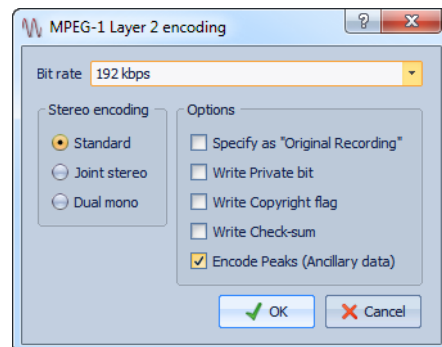 MPEG-1 Layer 2 encoding
Bit rate 192 kbps
Stereo encoding
Standard
Joint stereo
Dual mono
Options
Specify as "Original Recording"
Write Private bit
Write Copyright flag
Write Check-sum
Encode Peaks (Ancillary data)
OK Cancel